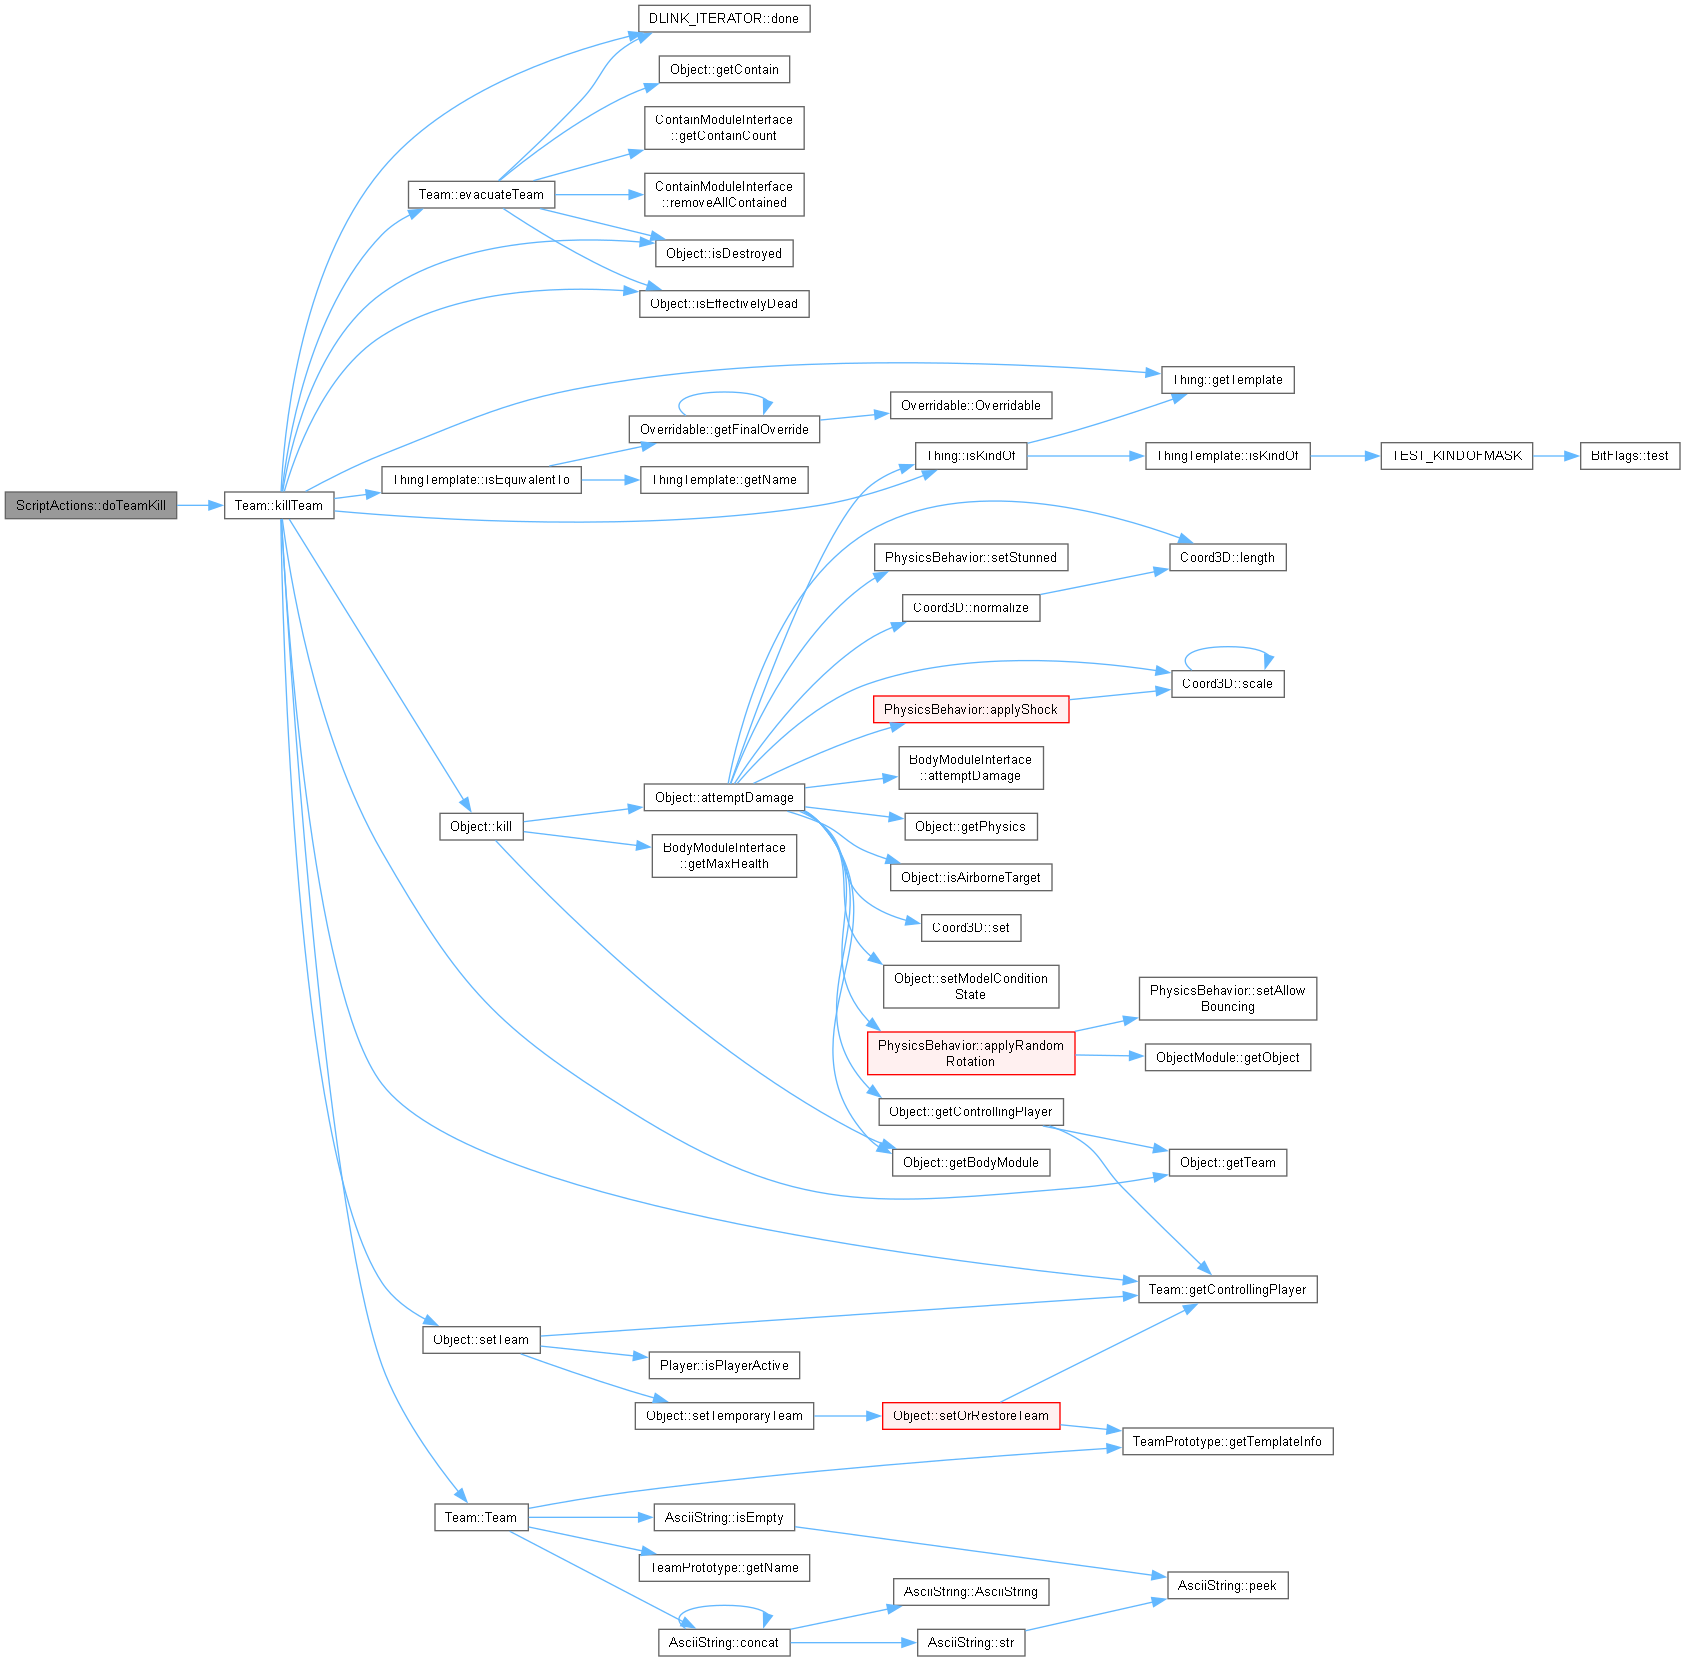 DLINK_ITERATOR::done
Object::getContain
ContainModuleInterface
::getContainCount
ContainModuleInterface
::removeAllContained
Team::evacuateTeam
Object::isDestroyed
Object::isEffectivelyDead
Thing::getTemplate
Overridable::Overridable
Overridable::getFinalOverride
Thing::isKindOf
ThingTemplate::isKindOf
TEST_KINDOFMASK
BitFlags::test
ThingTemplate::isEquivalentTo
ThingTemplate::getName
ScriptActions::doTeamKill
Team::killTeam
PhysicsBehavior::setStunned
Coord3D::length
Coord3D::normalize
Coord3D::scale
PhysicsBehavior::applyShock
BodyModuleInterface
::attemptDamage
Object::attemptDamage
Object::kill
Object::getPhysics
BodyModuleInterface
::getMaxHealth
Object::isAirborneTarget
Coord3D::set
Object::setModelCondition
State
PhysicsBehavior::setAllow
Bouncing
PhysicsBehavior::applyRandom
Rotation
ObjectModule::getObject
Object::getControllingPlayer
Object::getBodyModule
Object::getTeam
Team::getControllingPlayer
Object::setTeam
Player::isPlayerActive
Object::setTemporaryTeam
Object::setOrRestoreTeam
TeamPrototype::getTemplateInfo
Team::Team
AsciiString::isEmpty
TeamPrototype::getName
AsciiString::peek
AsciiString::AsciiString
AsciiString::concat
AsciiString::str